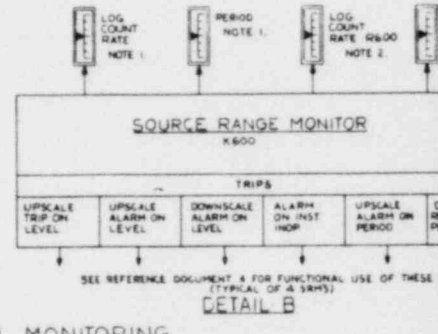 LOG
COUNT
RATE
NOTE 1.
PERIOD
NOTE 1.
LOG
COUNT
RATE R600
NOTE 2.
SOURCE RANGE MONITOR
K600
TRIPS
UPSCALE
TRIP ON
LEVEL
UPSCALE
ALARM ON
LEVEL
DOWNSCALE
ALARM ON
LEVEL
ALARM
ON INST
INOP
UPSCALE
ALARM ON
PERIOD
SEE REFERENCE DOCUMENT 4 FOR FUNCTIONAL USE OF THESE
(TYPICAL OF 4 SRMS)
DETAIL B
MONITORING